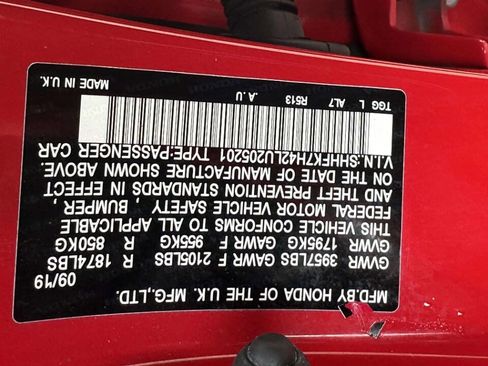 MFD.BY HONDA OF THE U.K. MFG.,LTD. 09/19
GVWR 3957LBS GAWR F 2105LBS R 1874LBS
GVWR 1795KG GAWR F 955KG R 850KG
THIS VEHICLE CONFORMS TO ALL APPLICABLE
FEDERAL MOTOR VEHICLE SAFETY, BUMPER,
AND THEFT PREVENTION STANDARDS IN EFFECT
ON THE DATE OF MANUFACTURE SHOWN ABOVE.
V.I.N.:SHHFK7H42LU205201 TYPE:PASSENGER CAR
TGG L AL7 R513 .A.U MADE IN U.K.